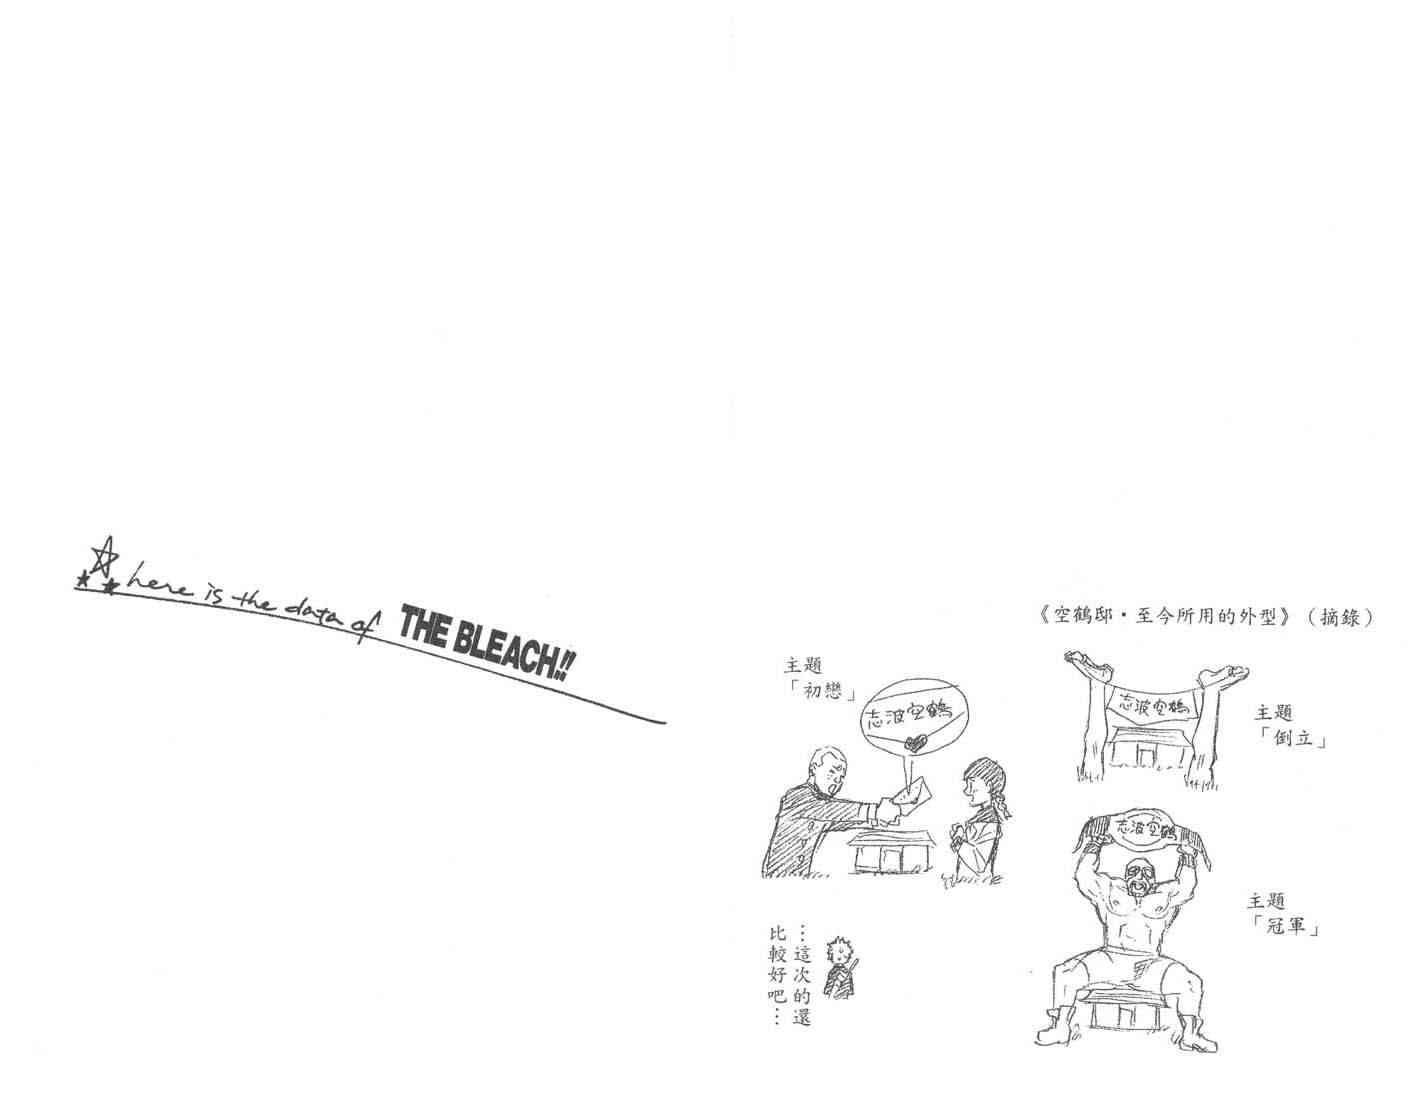 here is the data of THE BLEACH!!
《空鶴邸・至今所用的外型》（摘錄）
主題
「倒立」
志波空鶴
主題
「冠軍」
志波空鶴
主題
「初戀」
志波空鶴
…這次的還
比較好吧…